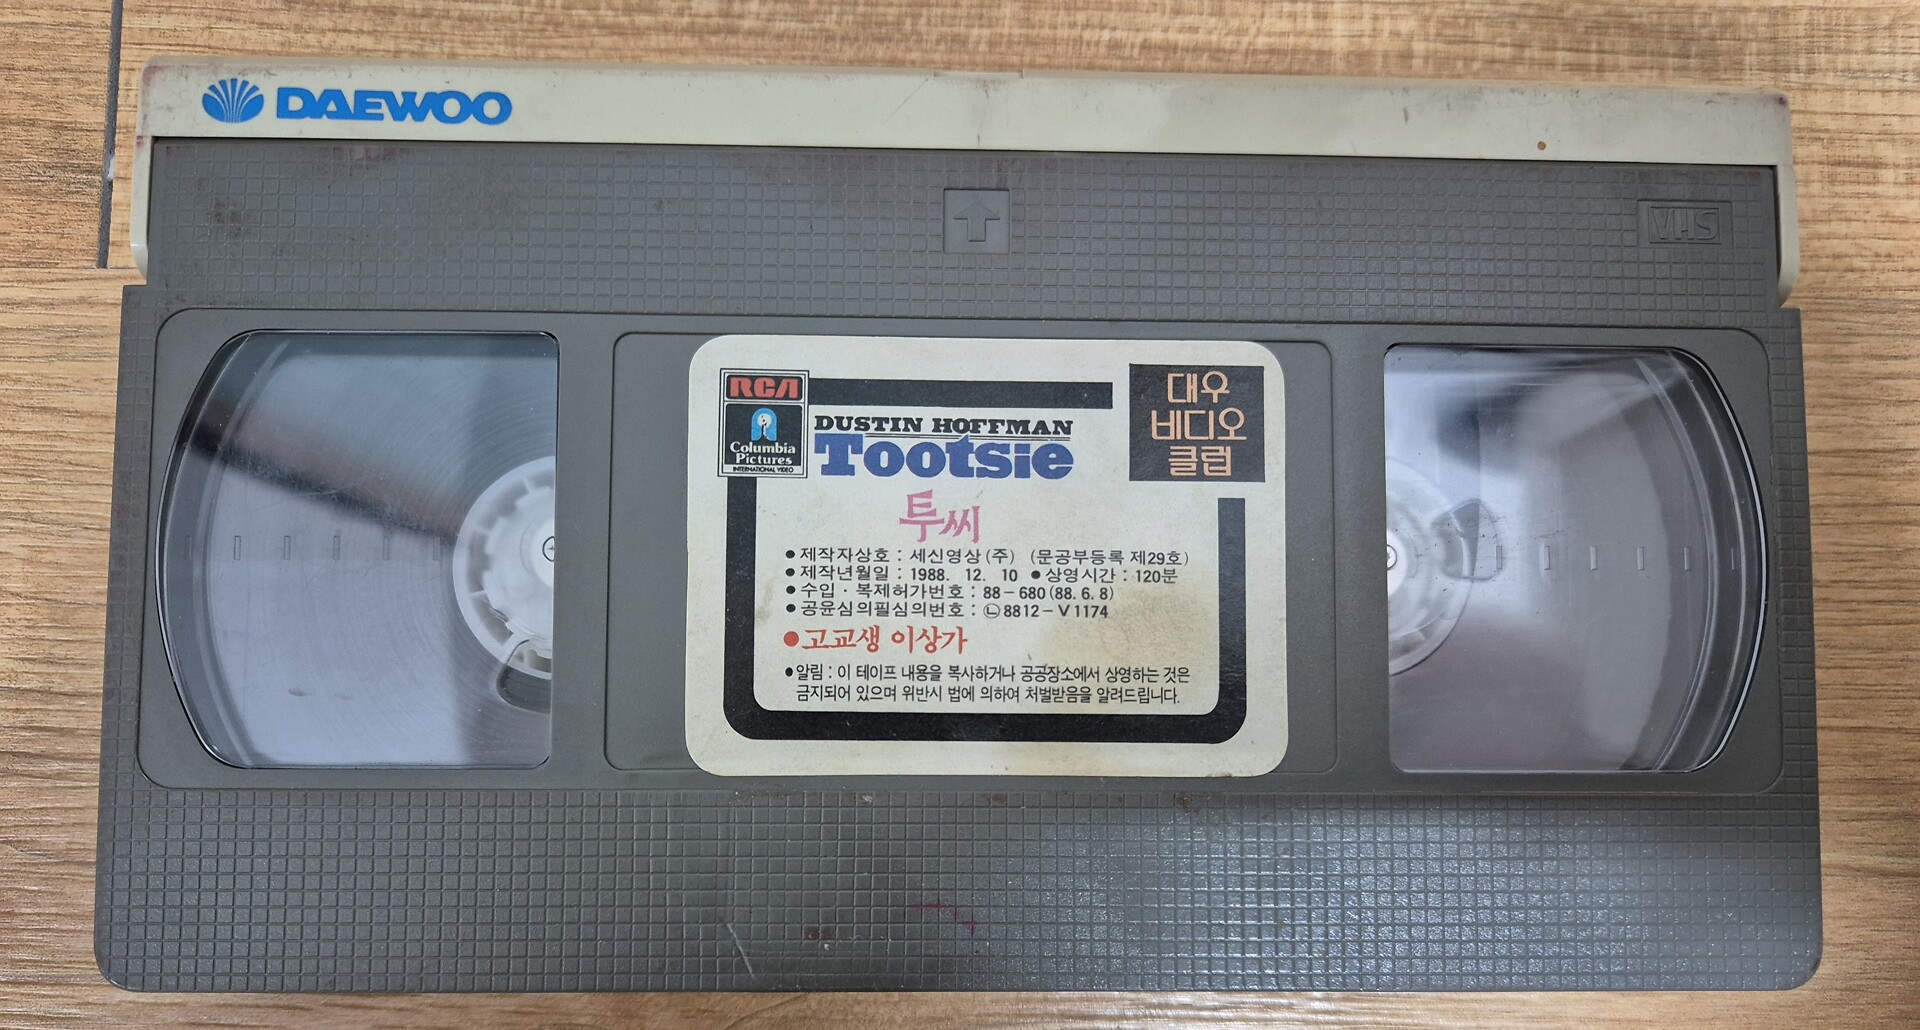 DAEWOO
VHS
RCA
Columbia
Pictures
INTERNATIONAL VIDEO
DUSTIN HOFFMAN
Tootsie
대우
비디오
클럽
투씨
● 제작자상호 : 세신영상 (주) (문공부등록 제29호)
● 제작년월일 : 1988. 12. 10 ● 상영시간 : 120분
● 수입 · 복제허가번호 : 88-680 (88. 6. 8)
● 공윤심의필심의번호 : ㉡ 8812-V1174
● 고교생 이상가
● 알림 : 이 테이프 내용을 복사하거나 공공장소에서 상영하는 것은
금지되어 있으며 위반시 법에 의하여 처벌받음을 알려드립니다.